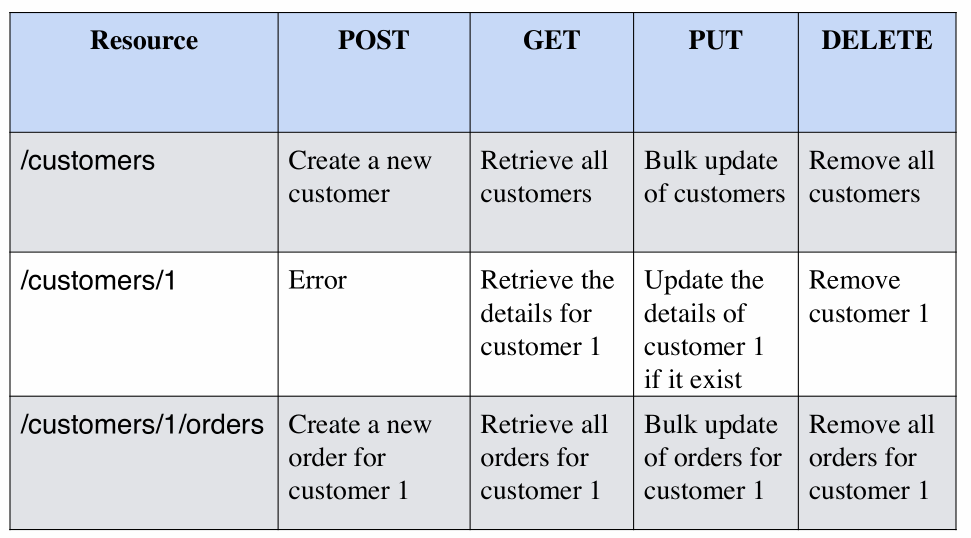 Resource POST GET PUT DELETE
/customers Create a new Retrieve all Bulk update Remove all
customer customers of customers customers
/customers/1 Error Retrieve the Update the Remove
details for details of customer 1
customer 1 customer 1
if it exist
/customers/1/orders Create a new Retrieve all Bulk update Remove all
order for orders for of orders for orders for
customer 1 customer 1 customer 1 customer 1